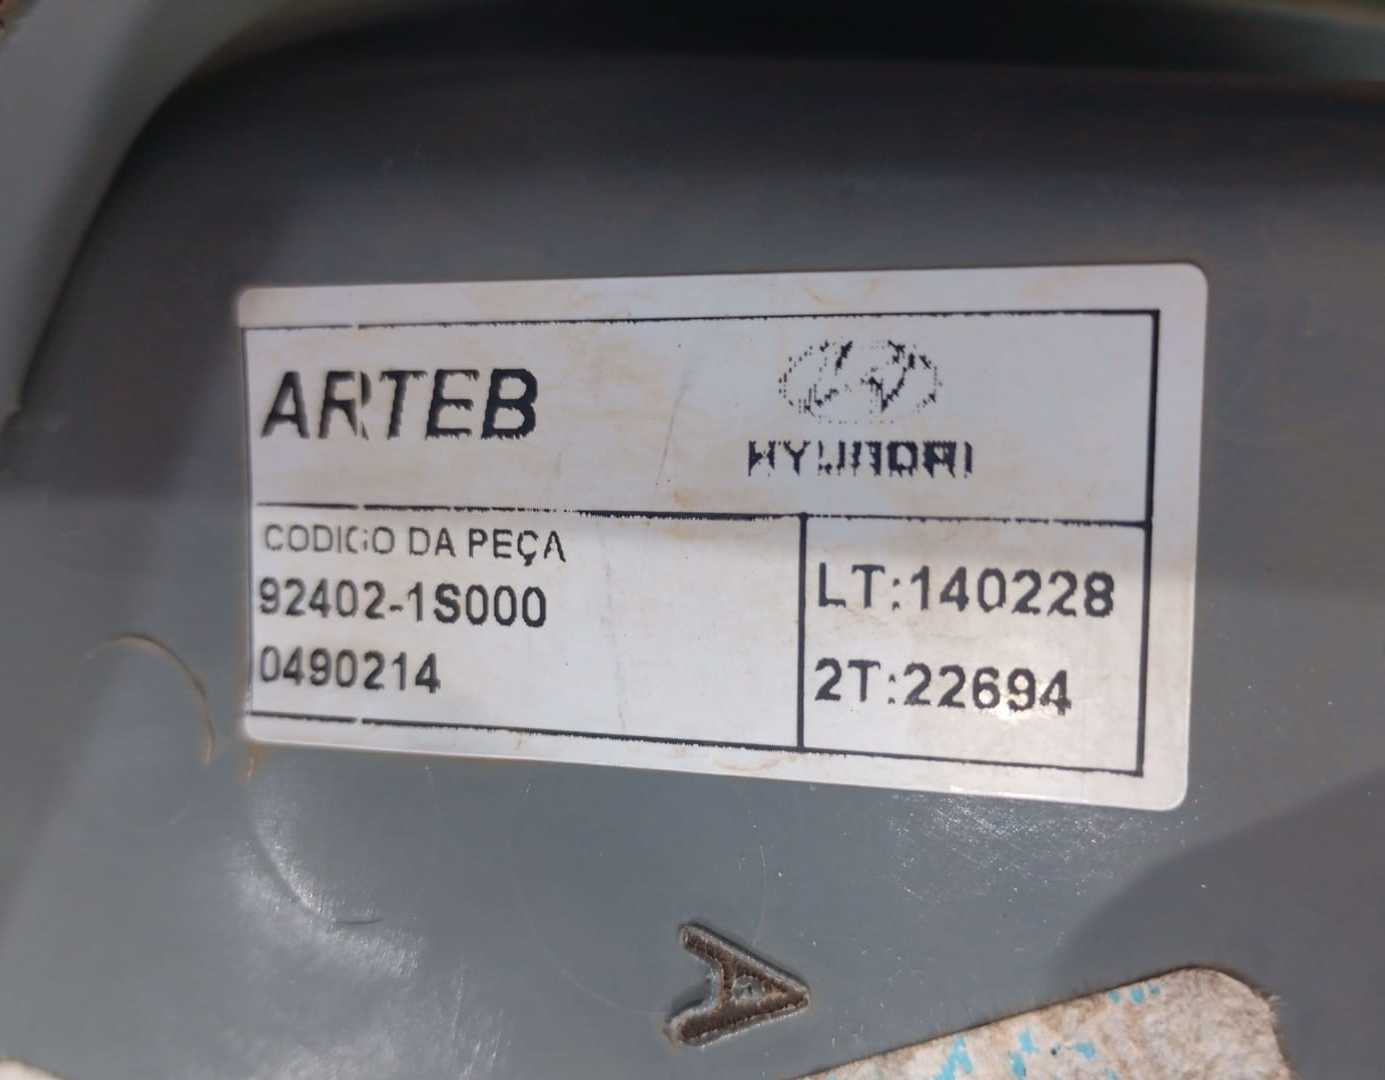 ARTEB
HYUNDAI
CODIGO DA PEÇA
92402-1S000
0490214
LT:140228
2T:22694
A